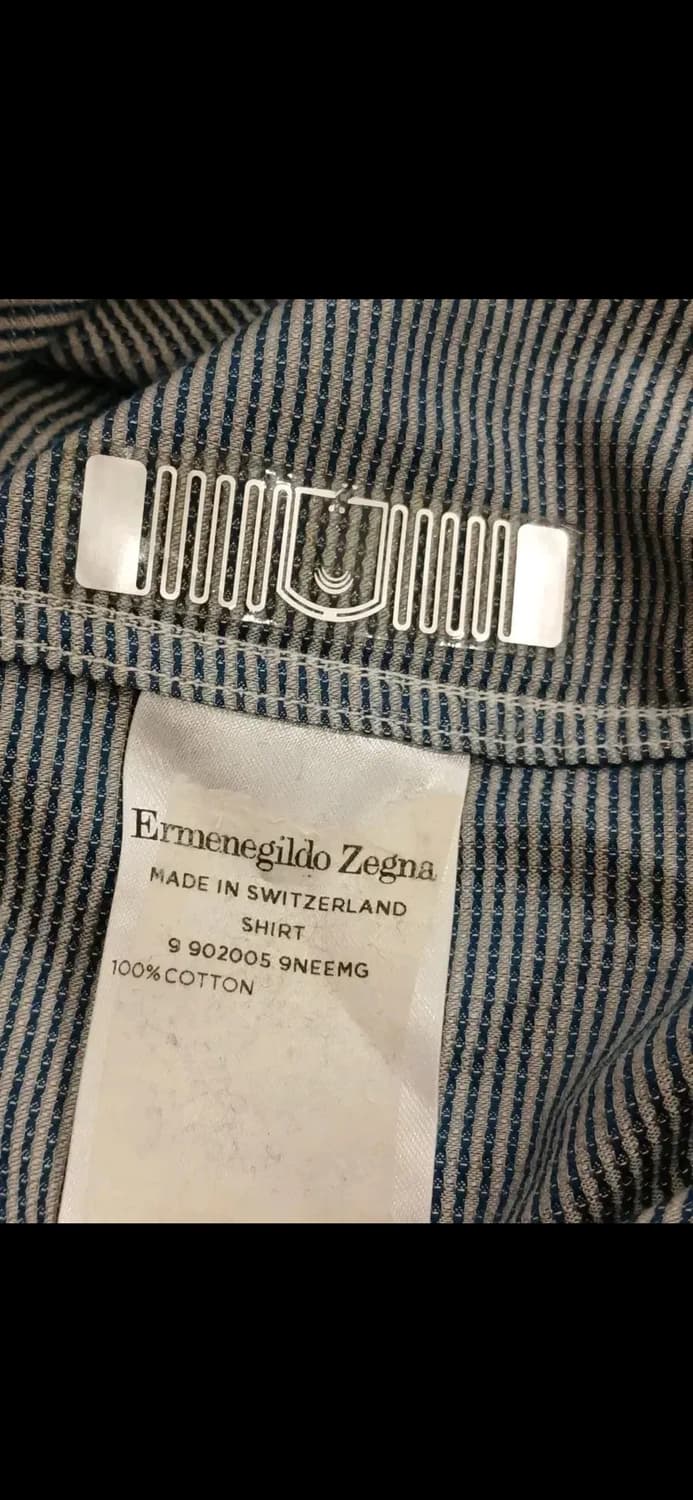 Ermenegildo Zegna
MADE IN SWITZERLAND
SHIRT
9 902005 9NEEMG
100% COTTON